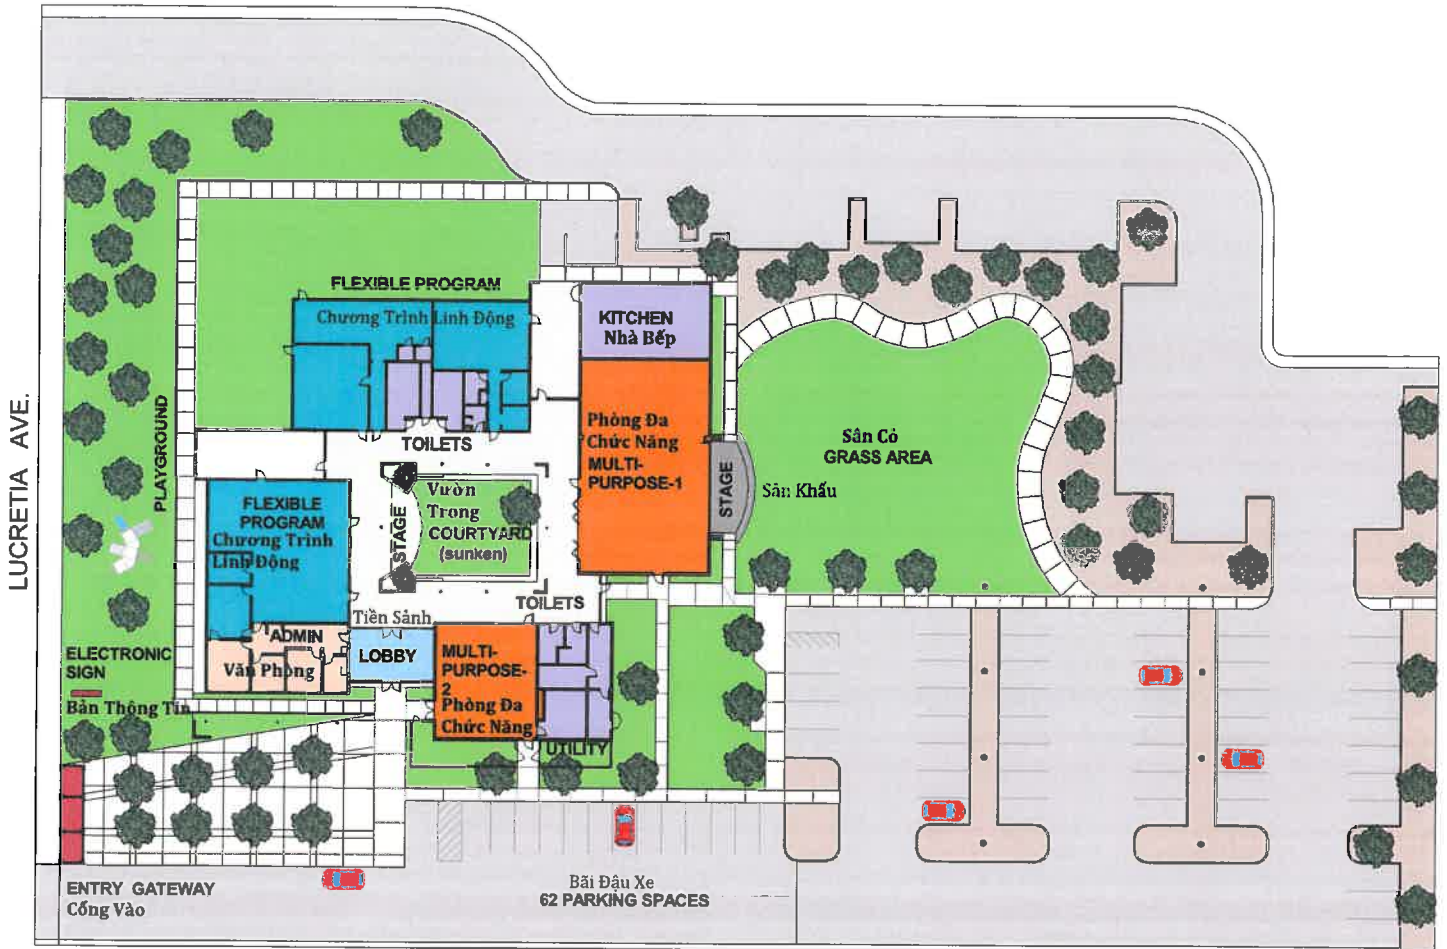 FLEXIBLE PROGRAM
Chương Trình Linh Động
KITCHEN
Nhà Bếp
LUCRETIA AVE.
PLAYGROUND
TOILETS
Phòng Đa
Chức Năng
MULTI-
PURPOSE-1
STAGE
Sân Khấu
Sân Cỏ
GRASS AREA
FLEXIBLE
PROGRAM
Chương Trình
Linh Động
STAGE
Vườn
Trong
COURTYARD
(sunken)
TOILETS
Tiền Sảnh
ADMIN
Văn Phòng
LOBBY
MULTI-
PURPOSE-
2
Phòng Đa
Chức Năng
UTILITY
ELECTRONIC
SIGN
Bản Thông Tin
ENTRY GATEWAY
Cổng Vào
Bãi Đậu Xe
62 PARKING SPACES